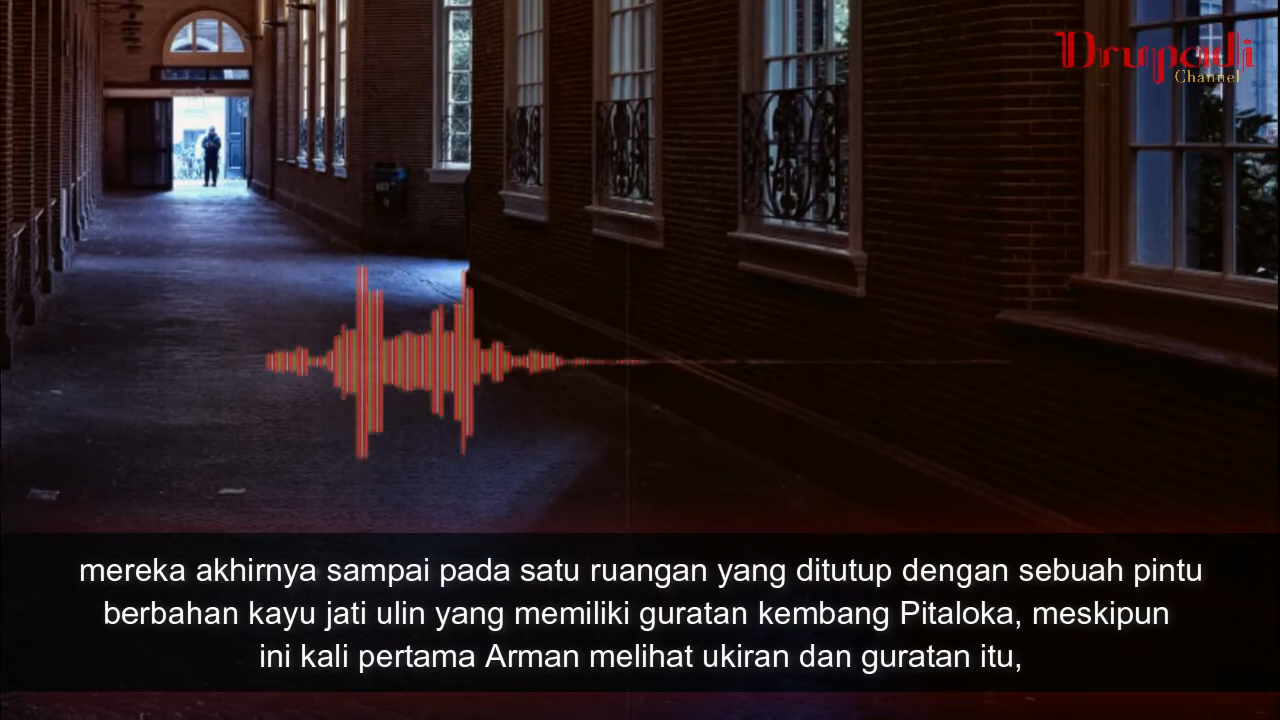 Drupadi
Channel
mereka akhirnya sampai pada satu ruangan yang ditutup dengan sebuah pintu
berbahan kayu jati ulin yang memiliki guratan kembang Pitaloka, meskipun
ini kali pertama Arman melihat ukiran dan guratan itu,